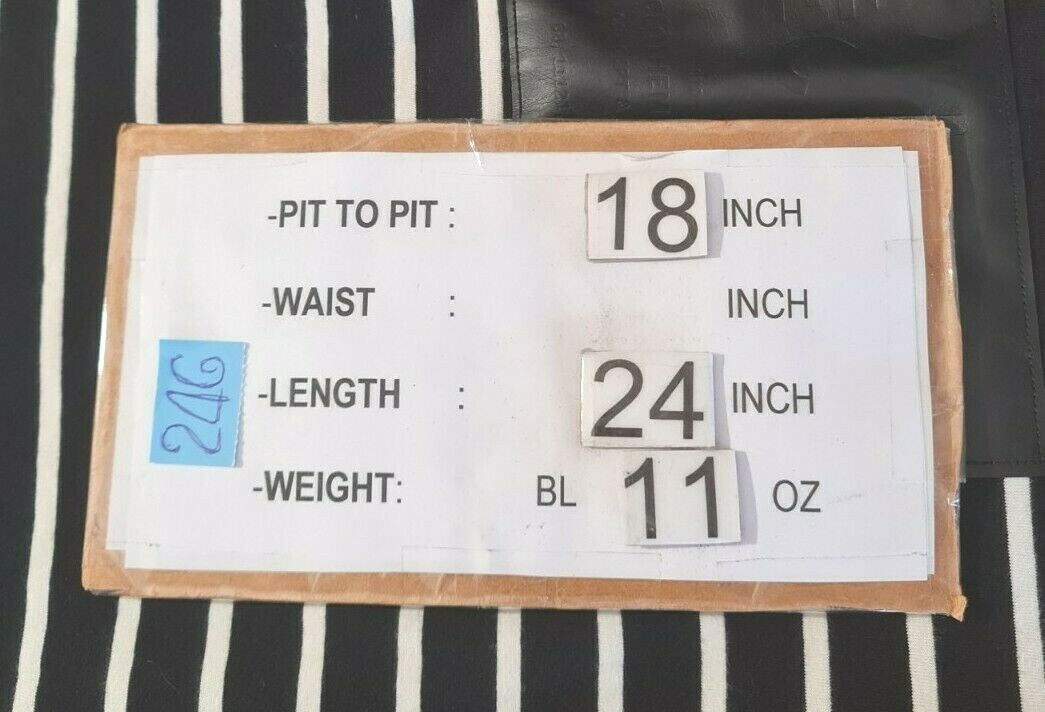 -PIT TO PIT : 18 INCH
-WAIST : INCH
-LENGTH : 24 INCH
-WEIGHT: BL 11 OZ
246